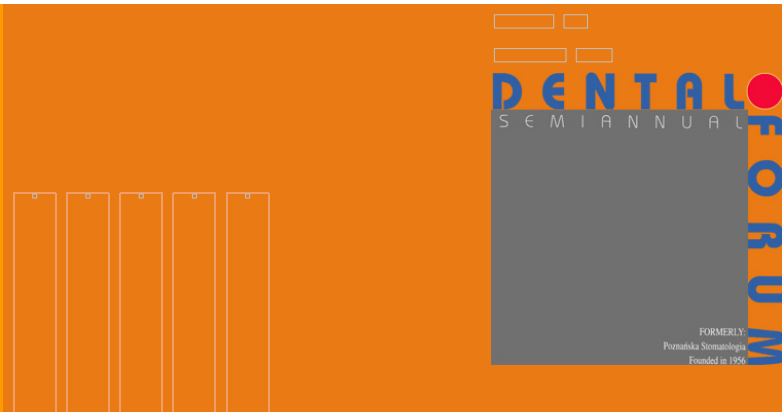 DENTAL
FORUM
SEMIANNUAL
FORMERLY:
Poznańska Stomatologia
Founded in 1956